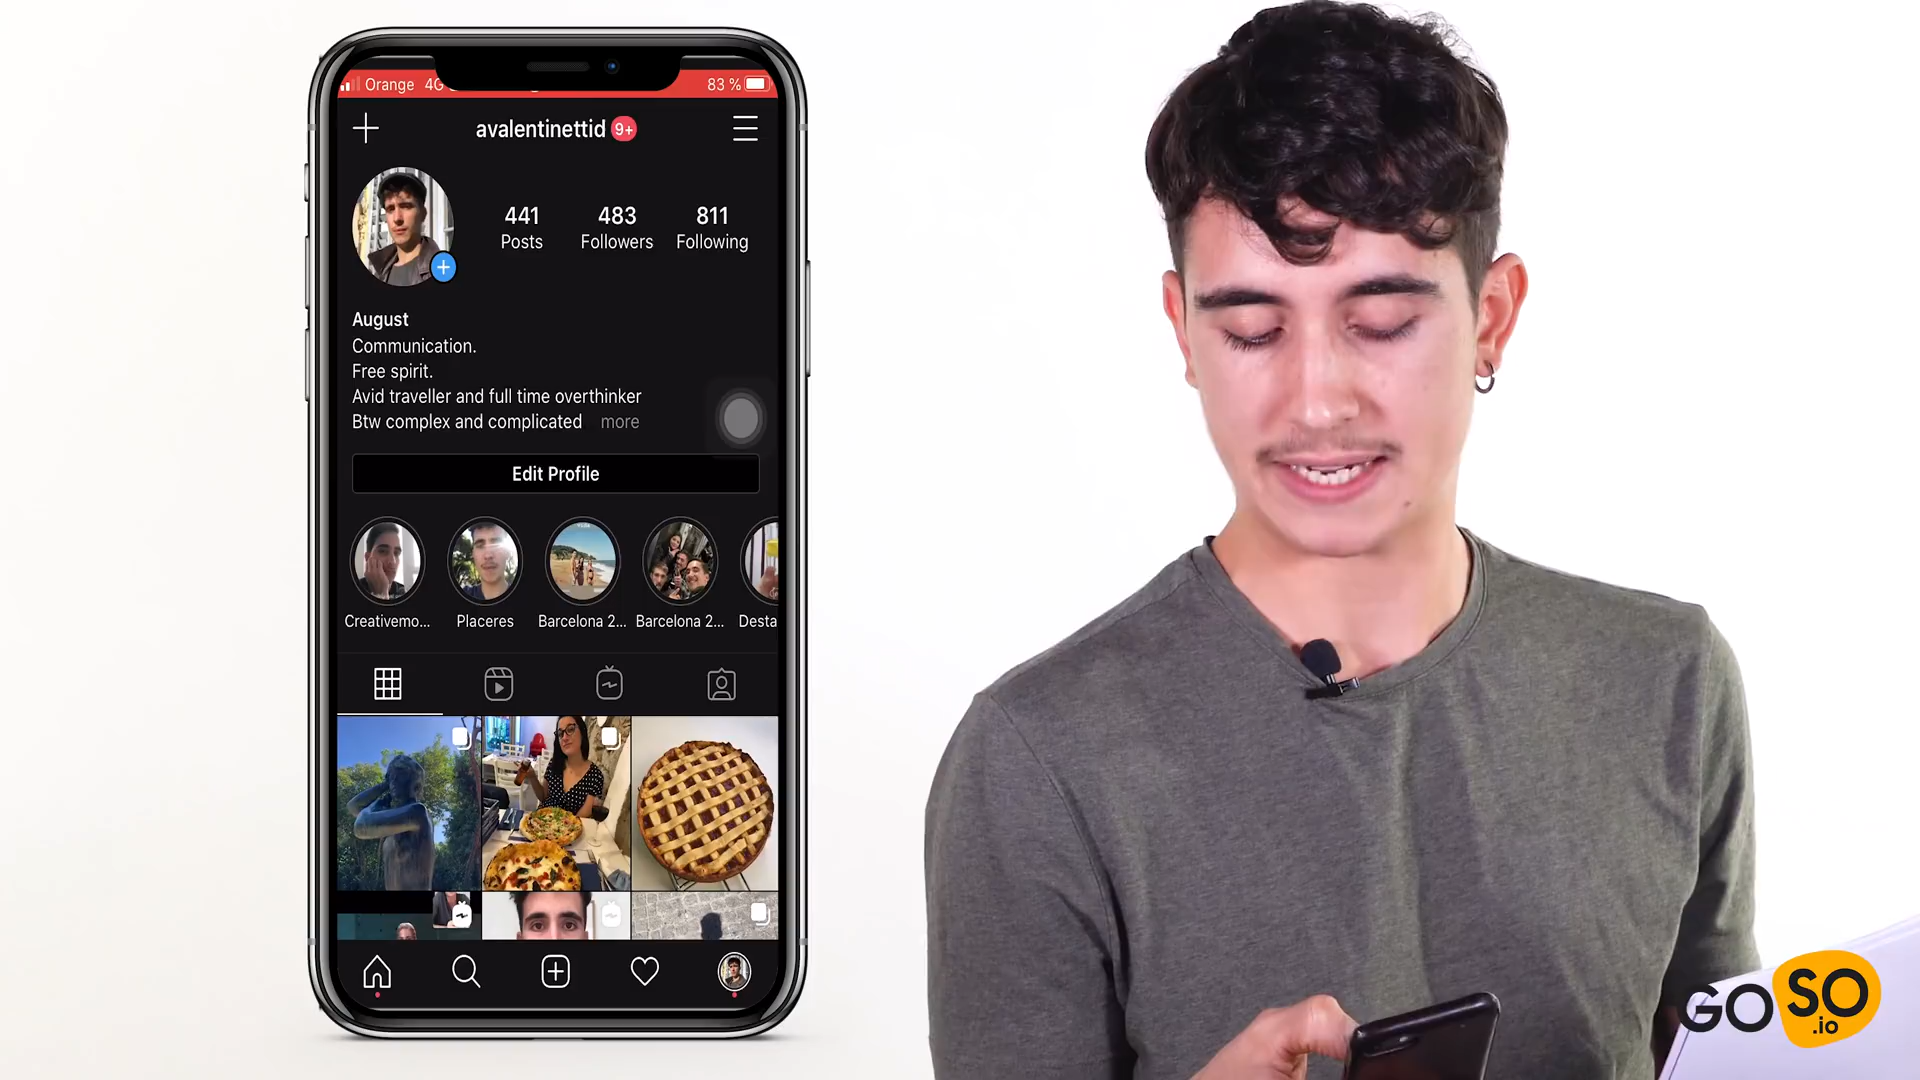 Orange 4G
83 %
avalentinettid 9+
441
Posts
483
Followers
811
Following
August
Communication.
Free spirit.
Avid traveller and full time overthinker
Btw complex and complicated more
Edit Profile
Creativemo...
Placeres
Barcelona 2...
Barcelona 2...
Desta
GO SO
.io